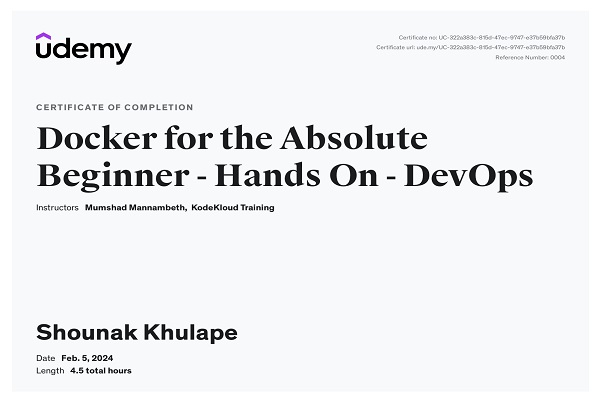 udemy
Certificate no: UC-322a383c-815d-47ec-9747-e37b59bfa37b
Certificate url: ude.my/UC-322a383c-815d-47ec-9747-e37b59bfa37b
Reference Number: 0004
CERTIFICATE OF COMPLETION
Docker for the Absolute
Beginner - Hands On - DevOps
Instructors Mumshad Mannambeth, KodeKloud Training
Shounak Khulape
Date Feb. 5, 2024
Length 4.5 total hours